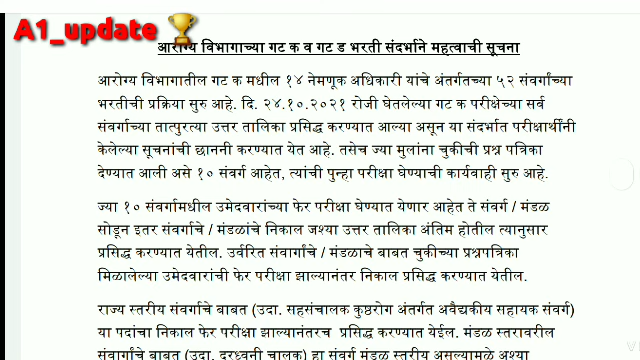 A1_update
आरोग्य विभागाच्या गट क व गट ड भरती संदर्भाने महत्वाची सूचना
आरोग्य विभागातील गट क मधील १४ नेमणूक अधिकारी यांचे अंतर्गतच्या ५२ संवर्गांच्या
भरतीची प्रक्रिया सुरु आहे. दि. २४.१०.२०२१ रोजी घेतलेल्या गट क परीक्षेच्या सर्व
संवर्गाच्या तात्पुरत्या उत्तर तालिका प्रसिद्ध करण्यात आल्या असून या संदर्भात परीक्षार्थींनी
केलेल्या सूचनांची छाननी करण्यात येत आहे. तसेच ज्या मुलांना चुकीची प्रश्न पत्रिका
देण्यात आली असे १० संवर्ग आहेत, त्यांची पुन्हा परीक्षा घेण्याची कार्यवाही सुरु आहे.
ज्या १० संवर्गामधील उमेदवारांच्या फेर परीक्षा घेण्यात येणार आहेत ते संवर्ग / मंडळ
सोडून इतर संवर्गाचे / मंडळांचे निकाल जश्या उत्तर तालिका अंतिम होतील त्यानुसार
प्रसिद्ध करण्यात येतील. उर्वरित संवार्गांचे / मंडळाचे बाबत चुकीच्या प्रश्नपत्रिका
मिळालेल्या उमेदवारांची फेर परीक्षा झाल्यानंतर निकाल प्रसिद्ध करण्यात येतील.
राज्य स्तरीय संवर्गाचे बाबत (उदा. सहसंचालक कुष्ठरोग अंतर्गत अवैद्यकीय सहायक संवर्ग)
या पदांचा निकाल फेर परीक्षा झाल्यानंतरच प्रसिद्ध करण्यात येईल. मंडळ स्तरावरील
संवार्गांचे बाबत (उदा. दूरध्वनी चालक) हा संवर्ग मंडळ स्तरीय असल्यामळे अश्या